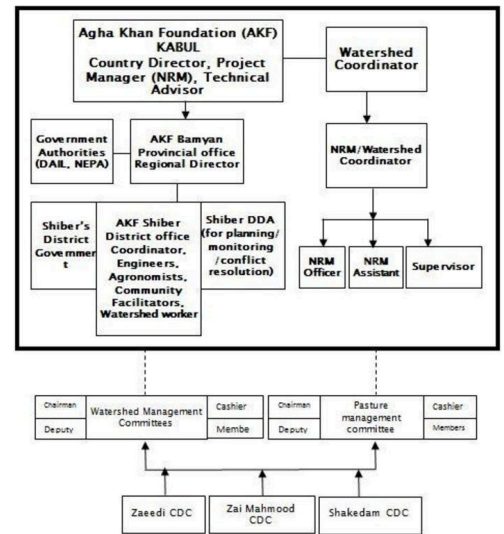 Agha Khan Foundation (AKF)
KABUL
Country Director, Project
Manager (NRM), Technical
Advisor
Watershed
Coordinator
Government
Authorities
(DAIL, NEPA)
AKF Bamyan
Provincial office
Regional Director
NRM/Watershed
Coordinator
Shiber's
District
Governmen
t
AKF Shiber
District office
Coordinator,
Engineers,
Agronomists,
Community
Facilitators,
Watershed worker
Shiber DDA
(for planning/
monitoring
/conflict
resolution)
NRM
Officer
NRM
Assistant
Supervisor
Chairman
Deputy
Watershed Management
Committees
Cashier
Membe
Chairman
Deputy
Pasture
management
committee
Cashier
Members
Zaeedi CDC
Zai Mahmood
CDC
Shakedam CDC